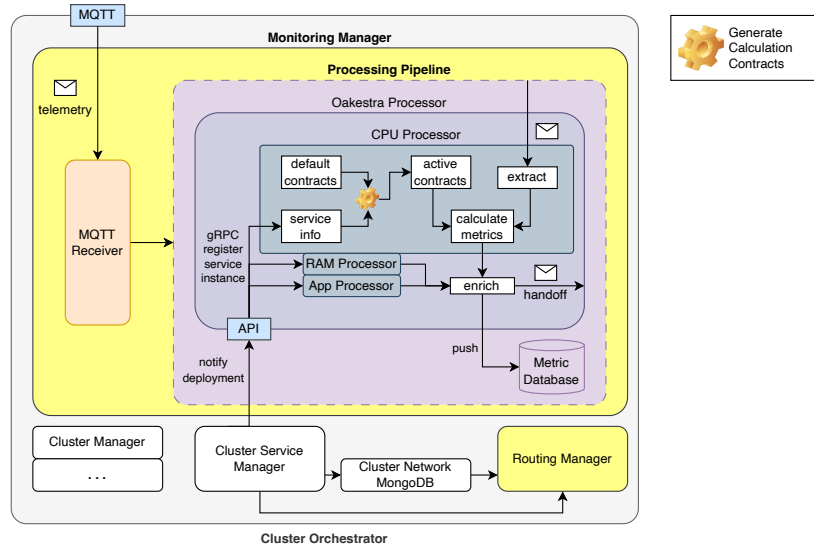 MQTT
Monitoring Manager
Generate
Calculation
Contracts
Processing Pipeline
telemetry
Oakestra Processor
CPU Processor
default
contracts
active
contracts
extract
MQTT
Receiver
service
info
calculate
metrics
gRPC
register
service
instance
RAM Processor
App Processor
enrich
handoff
API
notify
deployment
push
Metric
Database
Cluster Manager
. . .
Cluster Service
Manager
Cluster Network
MongoDB
Routing Manager
Cluster Orchestrator